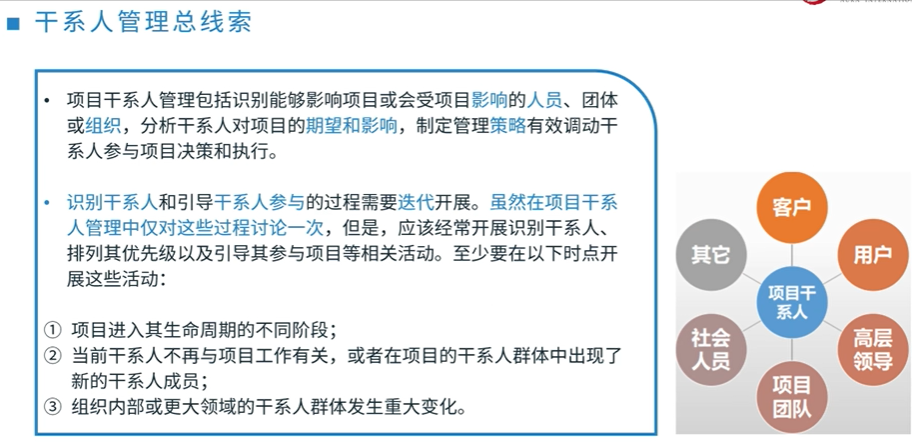 干系人管理总线索
• 项目干系人管理包括识别能够影响项目或会受项目影响的人员、团体
或组织，分析干系人对项目的期望和影响，制定管理策略有效调动干
系人参与项目决策和执行。
• 识别干系人和引导干系人参与的过程需要迭代开展。虽然在项目干系
人管理中仅对这些过程讨论一次，但是，应该经常开展识别干系人、
排列其优先级以及引导其参与项目等相关活动。至少要在以下时点开
展这些活动：
① 项目进入其生命周期的不同阶段；
② 当前干系人不再与项目工作有关，或者在项目的干系人群体中出现了
新的干系人成员；
③ 组织内部或更大领域的干系人群体发生重大变化。
客户
其它
用户
项目干
系人
社会
人员
高层
领导
项目
团队